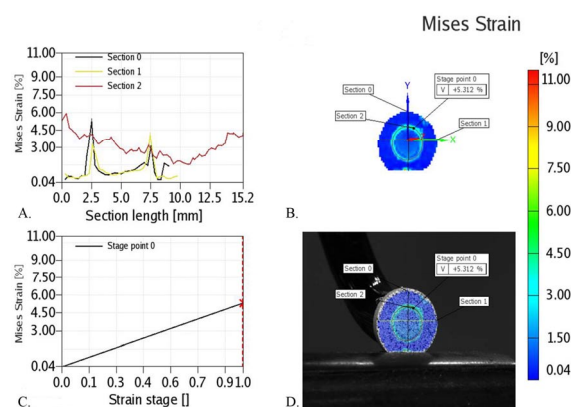 Mises Strain
11.00
9.00
7.50
6.00
4.50
3.00
0.04
Mises Strain [%]
Section 0
Section 1
Section 2
0.0 2.5 5.0 7.5 10.0 12.5 15.2
A. Section length [mm]
Section 0
Y
Stage point 0
V +5.312 %
Section 2
Section 1
X
B.
[%]
11.00
9.00
7.50
6.00
4.50
3.00
1.50
0.04
11.00
9.00
7.50
6.00
4.50
3.00
0.04
Mises Strain [%]
Stage point 0
0.0 0.1 0.3 0.4 0.6 0.7 0.9 1.0
C. Strain stage []
Stage point 0
V +5.312 %
Section 0
Section 2
Section 1
D.